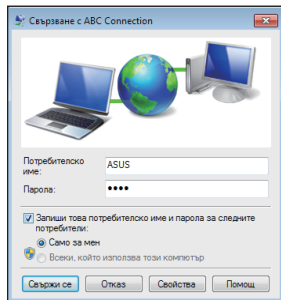 Свързване с ABC Connection
Потребителско
име:
ASUS
Парола:
••••
Запиши това потребителско име и парола за следните
потребители:
Само за мен
Всеки, който използва този компютър
Свържи се
Отказ
Свойства
Помощ